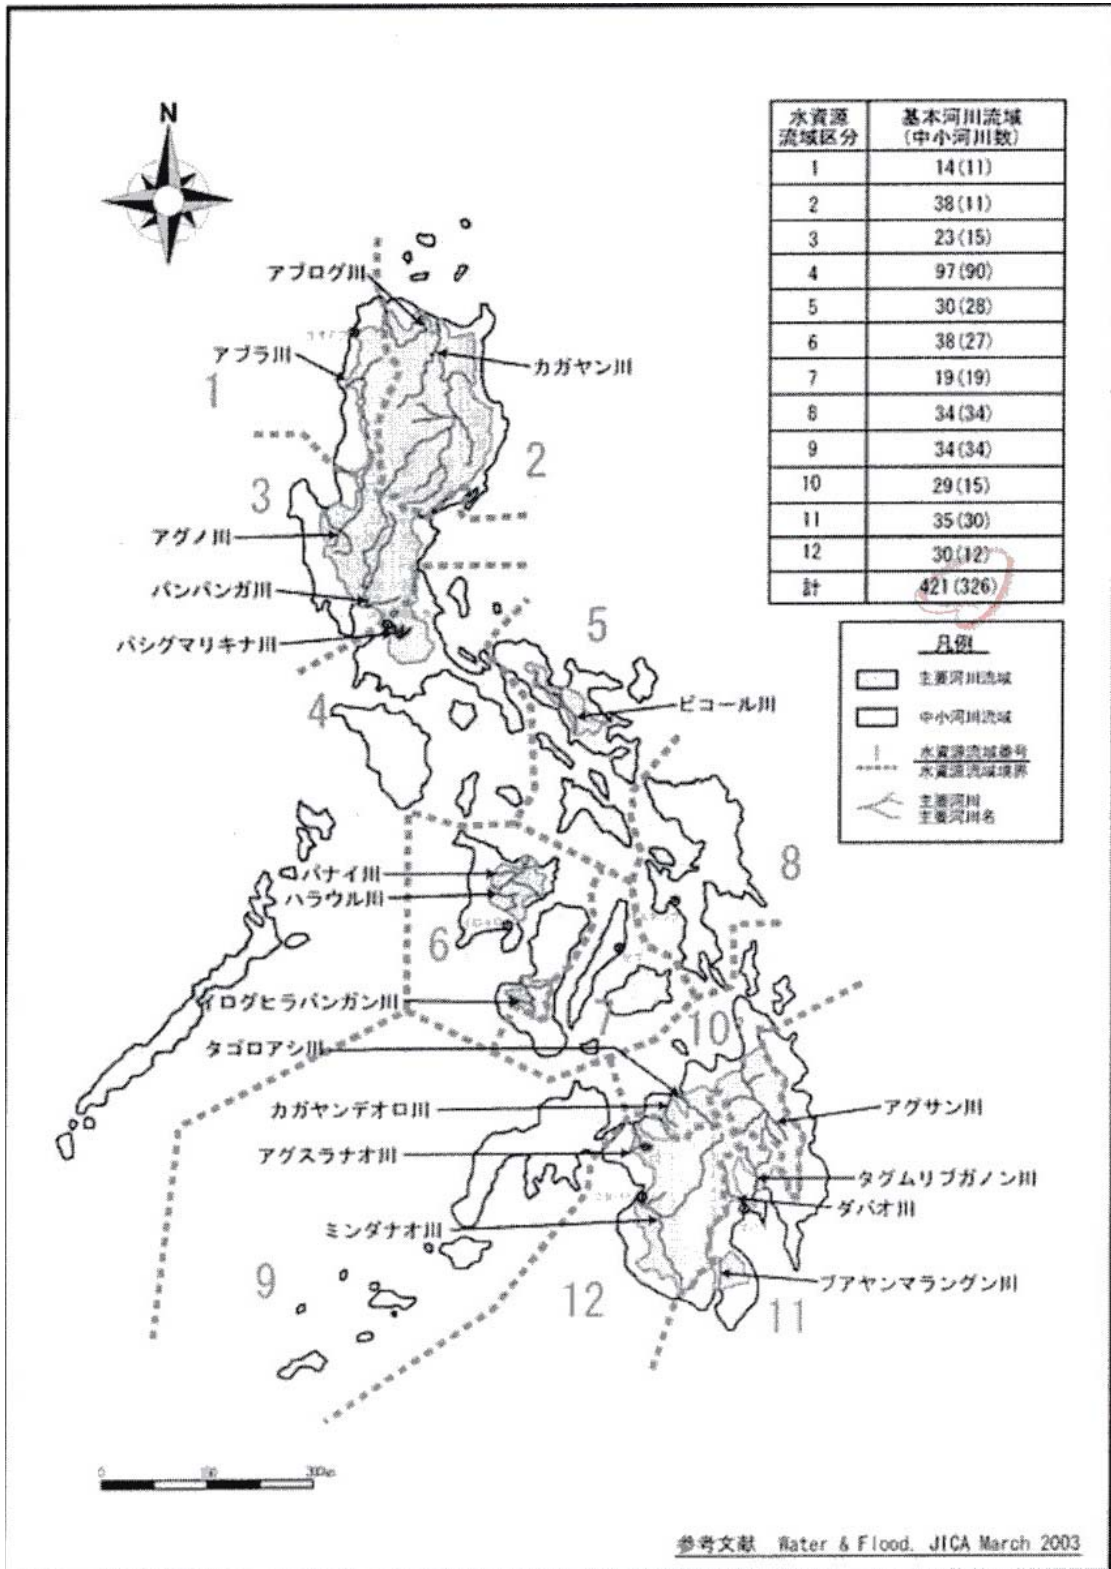 N
水資源
流域区分
基本河川流域
(中小河川数)
1 14(11)
2 38(11)
3 23(15)
4 97(90)
5 30(28)
6 38(27)
7 19(19)
8 34(34)
9 34(34)
10 29(15)
11 35(30)
12 30(12)
計 421(326)
凡例
主要河川流域
中小河川流域
水資源流域番号
水資源流域境界
主要河川
主要河川名
アブログ川
アブラ川
カガヤン川
1
2
3
アグノ川
パンパンガ川
パシグマリキナ川
5
4
ビコール川
8
パナイ川
ハラウル川
6
イログヒラバンガン川
7
10
タゴロアシ川
カガヤンデオロ川
アグサン川
アグスラナオ川
タグムリブガノン川
ダバオ川
ミンダナオ川
9
12
ブアヤンマラングン川
11
0 100 300km
参考文献 Water & Flood. JICA March 2003